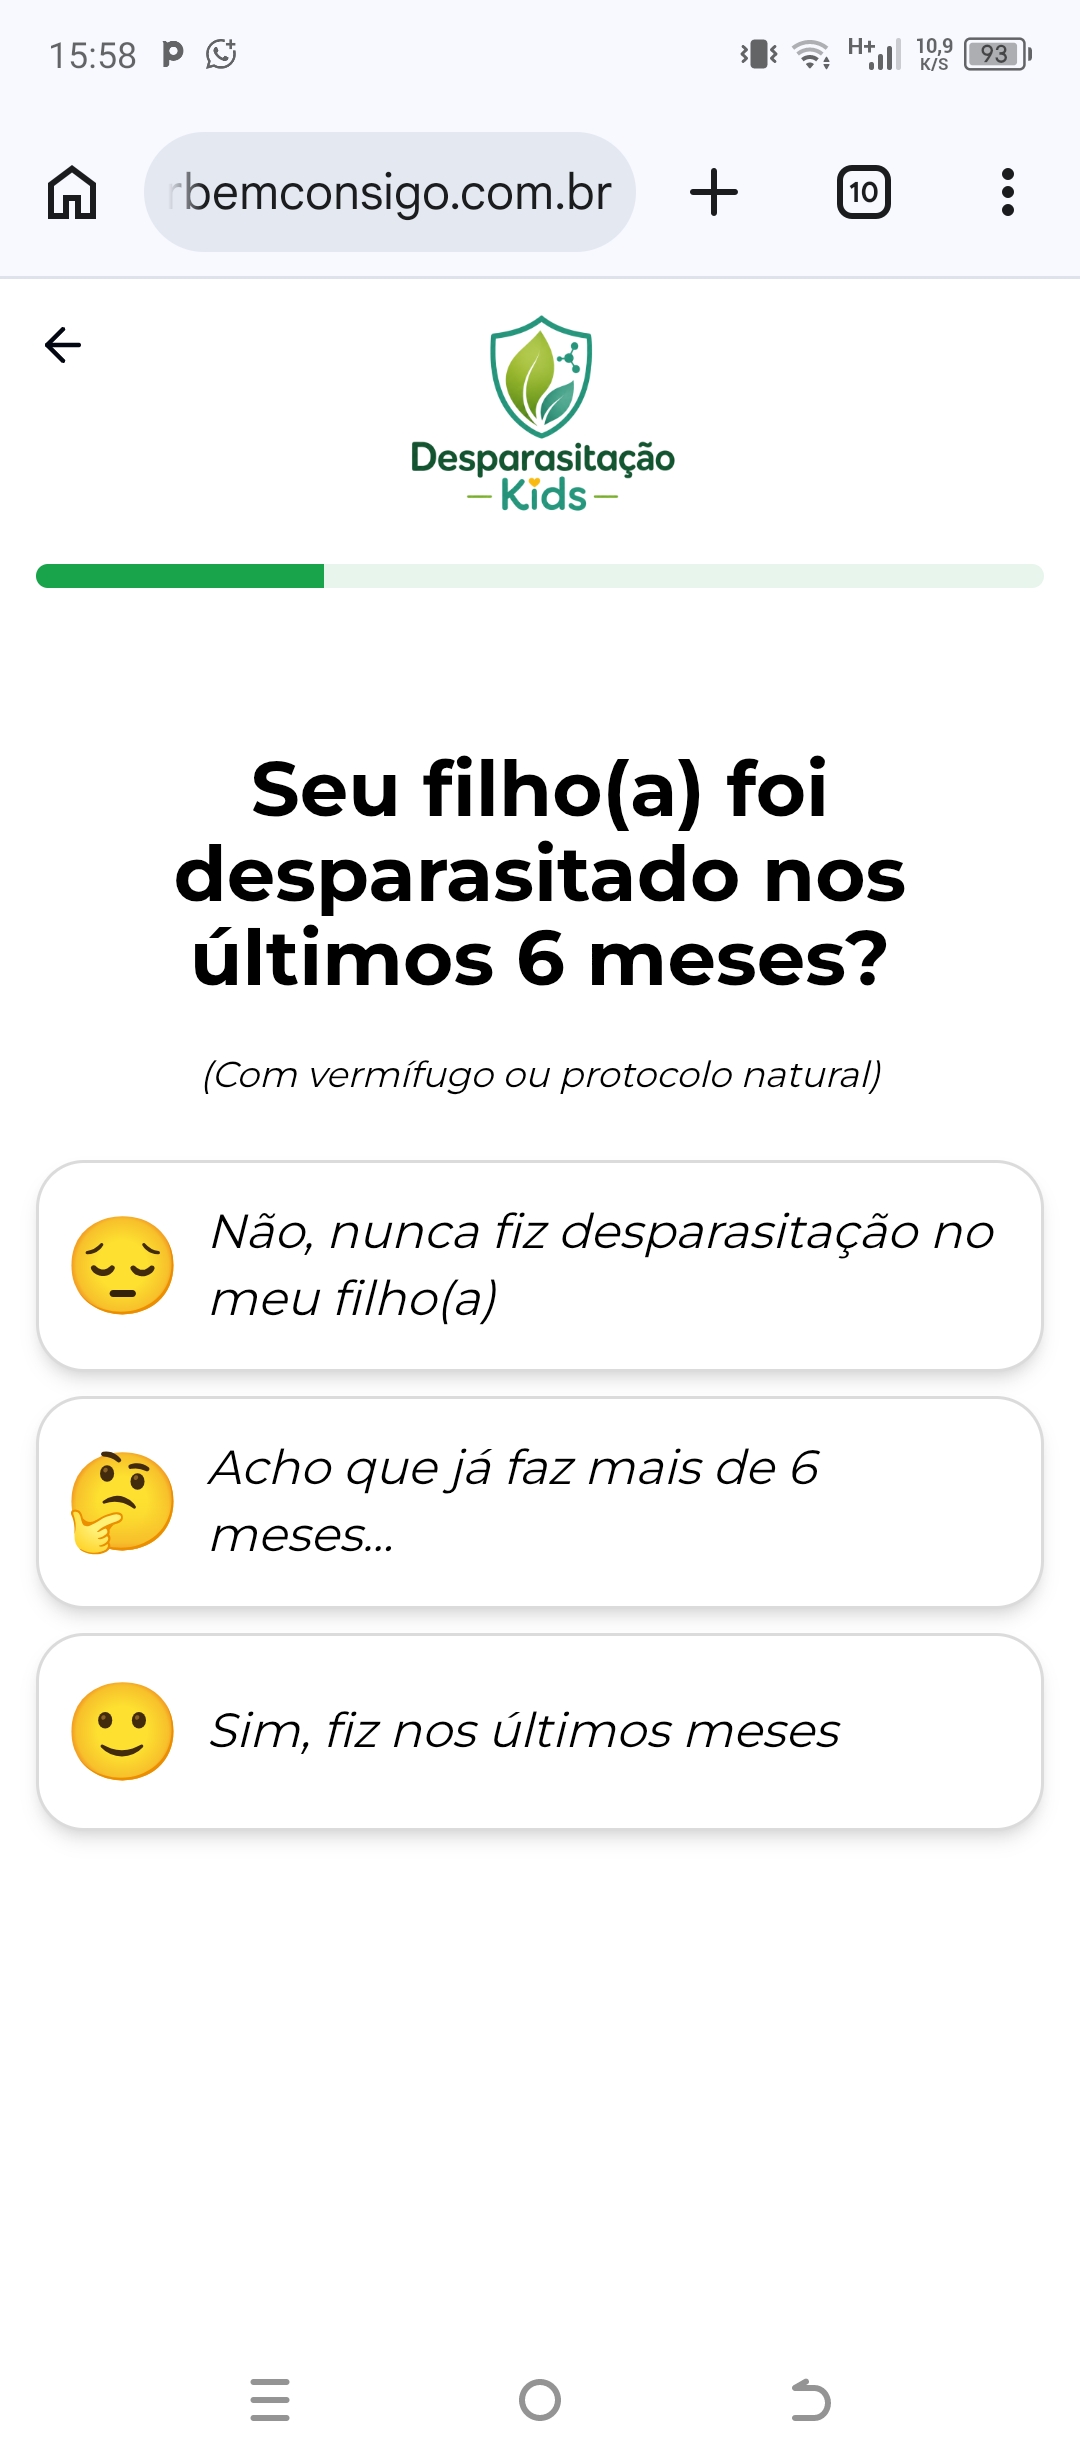 15:58
H+
10,9
K/S
93
rbemconsigo.com.br
10
Desparasitação
Kids
Seu filho(a) foi
desparasitado nos
últimos 6 meses?
(Com vermífugo ou protocolo natural)
Não, nunca fiz desparasitação no
meu filho(a)
Acho que já faz mais de 6
meses...
Sim, fiz nos últimos meses